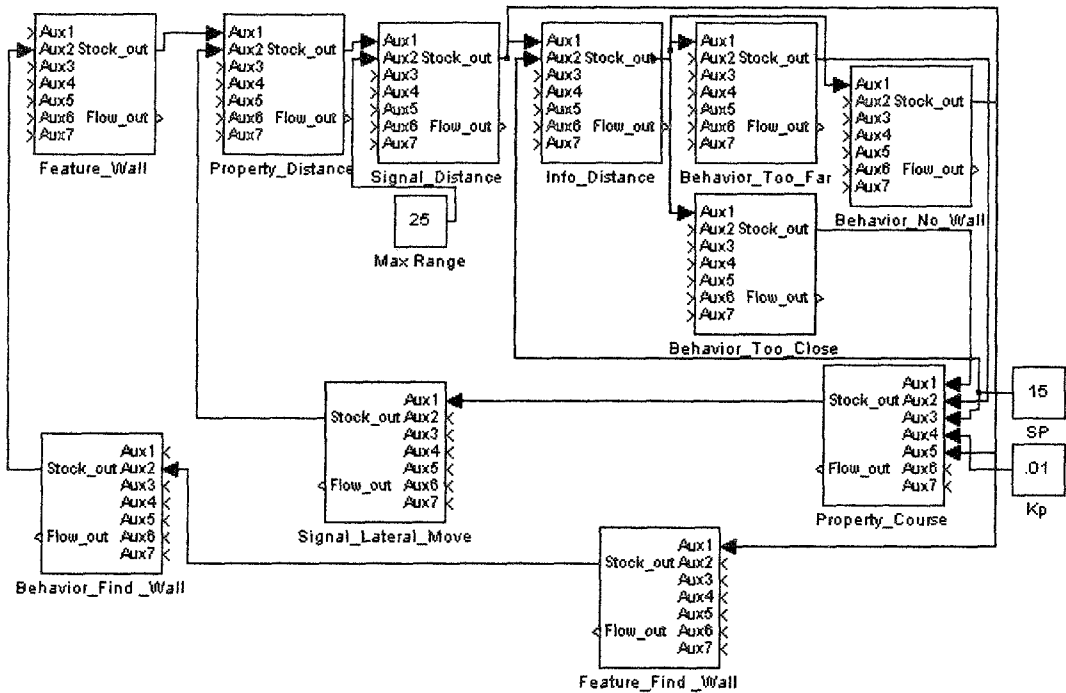 Aux1
Aux2 Stock_out
Aux3
Aux4
Aux5
Aux6 Flow_out
Aux7
Feature_Wall
Aux1
Aux2 Stock_out
Aux3
Aux4
Aux5
Aux6 Flow_out
Aux7
Property_Distance
Aux1
Aux2 Stock_out
Aux3
Aux4
Aux5
Aux6 Flow_out
Aux7
Signal_Distance
Aux1
Aux2 Stock_out
Aux3
Aux4
Aux5
Aux6 Flow_out
Aux7
Info_Distance
Aux1
Aux2 Stock_out
Aux3
Aux4
Aux5
Aux6 Flow_out
Aux7
Behavior_Too_Far
Aux1
Aux2 Stock_out
Aux3
Aux4
Aux5
Aux6 Flow_out
Aux7
Behavior_No_Wall
25
Max Range
Aux1
Aux2 Stock_out
Aux3
Aux4
Aux5
Aux6 Flow_out
Aux7
Behavior_Too_Close
Aux1
Stock_out Aux2
Aux3
Aux4
Aux5
Flow_out Aux6
Aux7
Property_Course
15
SP
.01
Kp
Aux1
Stock_out Aux2
Aux3
Aux4
Aux5
Flow_out Aux6
Aux7
Signal_Lateral_Move
Aux1
Stock_out Aux2
Aux3
Aux4
Aux5
Flow_out Aux6
Aux7
Behavior_Find _Wall
Aux1
Stock_out Aux2
Aux3
Aux4
Aux5
Flow_out Aux6
Aux7
Feature_Find _Wall